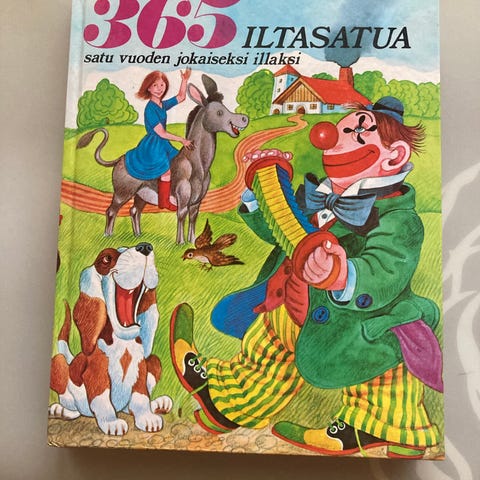 365 ILTASATUA
satu vuoden jokaiseksi illaksi